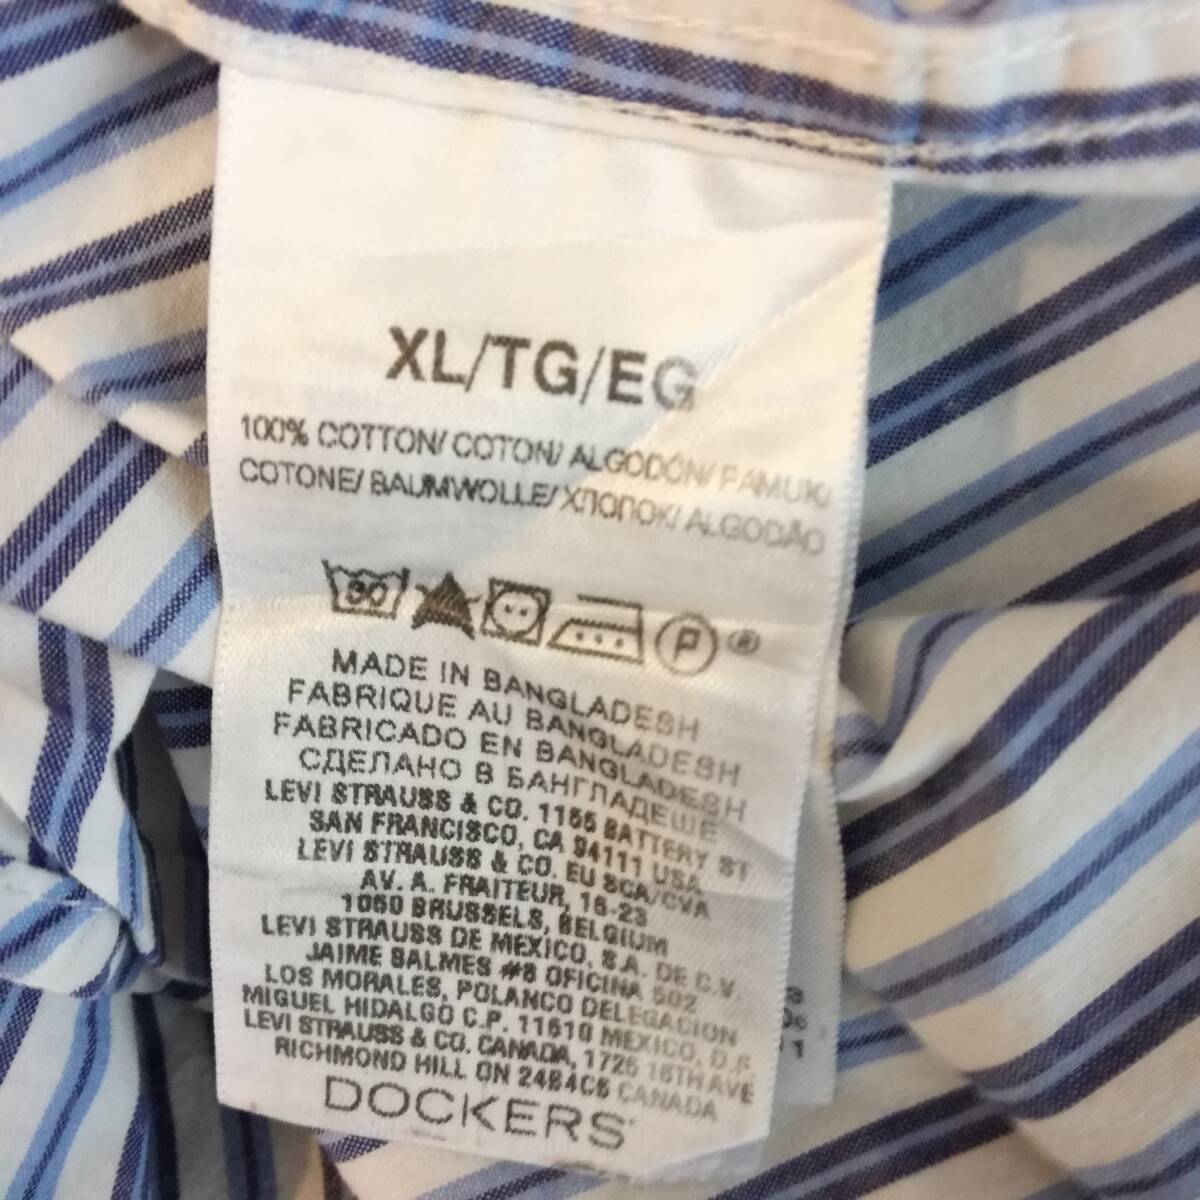 XL/TG/EG
100% COTTON/ COTON/ ALGODÓN/ PAMUK/
COTONE/ BAUMWOLLE/ ХЛОПОК/ ALGODÃO
P ®
MADE IN BANGLADESH
FABRIQUE AU BANGLADESH
FABRICADO EN BANGLADESH
СДЕЛАНО В БАНГЛАДЕШЕ
LEVI STRAUSS & CO. 1155 BATTERY ST
SAN FRANCISCO, CA 94111 USA
LEVI STRAUSS & CO. EU SCA/CVA
AV. A. FRAITEUR, 15-23
1050 BRUSSELS, BELGIUM
LEVI STRAUSS DE MEXICO, S.A. DE C.V.
JAIME BALMES #8 OFICINA 502
LOS MORALES, POLANCO DELEGACION
MIGUEL HIDALGO C.P. 11510 MEXICO, D.F.
LEVI STRAUSS & CO. CANADA, 1725 16TH AVE
RICHMOND HILL ON 2484C6 CANADA
DOCKERS